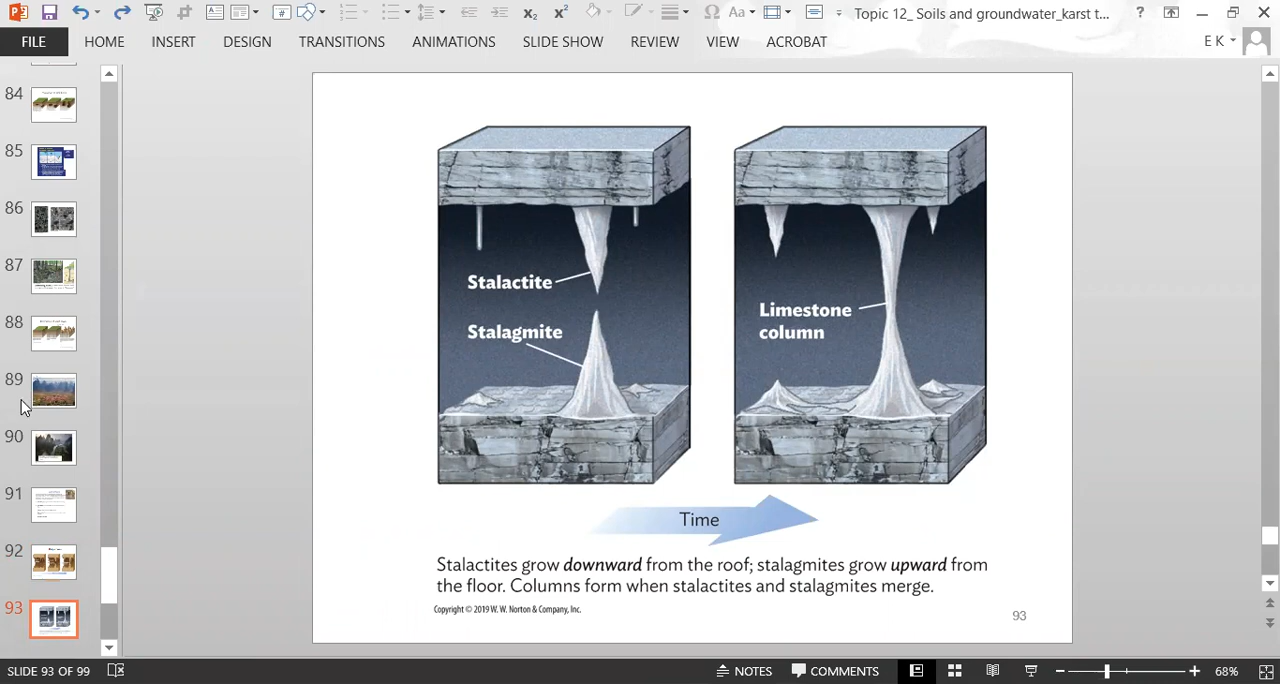 Topic 12_ Soils and groundwater_karst t...
?
FILE HOME INSERT DESIGN TRANSITIONS ANIMATIONS SLIDE SHOW REVIEW VIEW ACROBAT
E K
84
85
86
87
88
89
90
91
92
93
Stalactite
Stalagmite
Limestone
column
Time
Stalactites grow downward from the roof; stalagmites grow upward from
the floor. Columns form when stalactites and stalagmites merge.
Copyright © 2019 W. W. Norton & Company, Inc.
93
SLIDE 93 OF 99 NOTES COMMENTS 68%